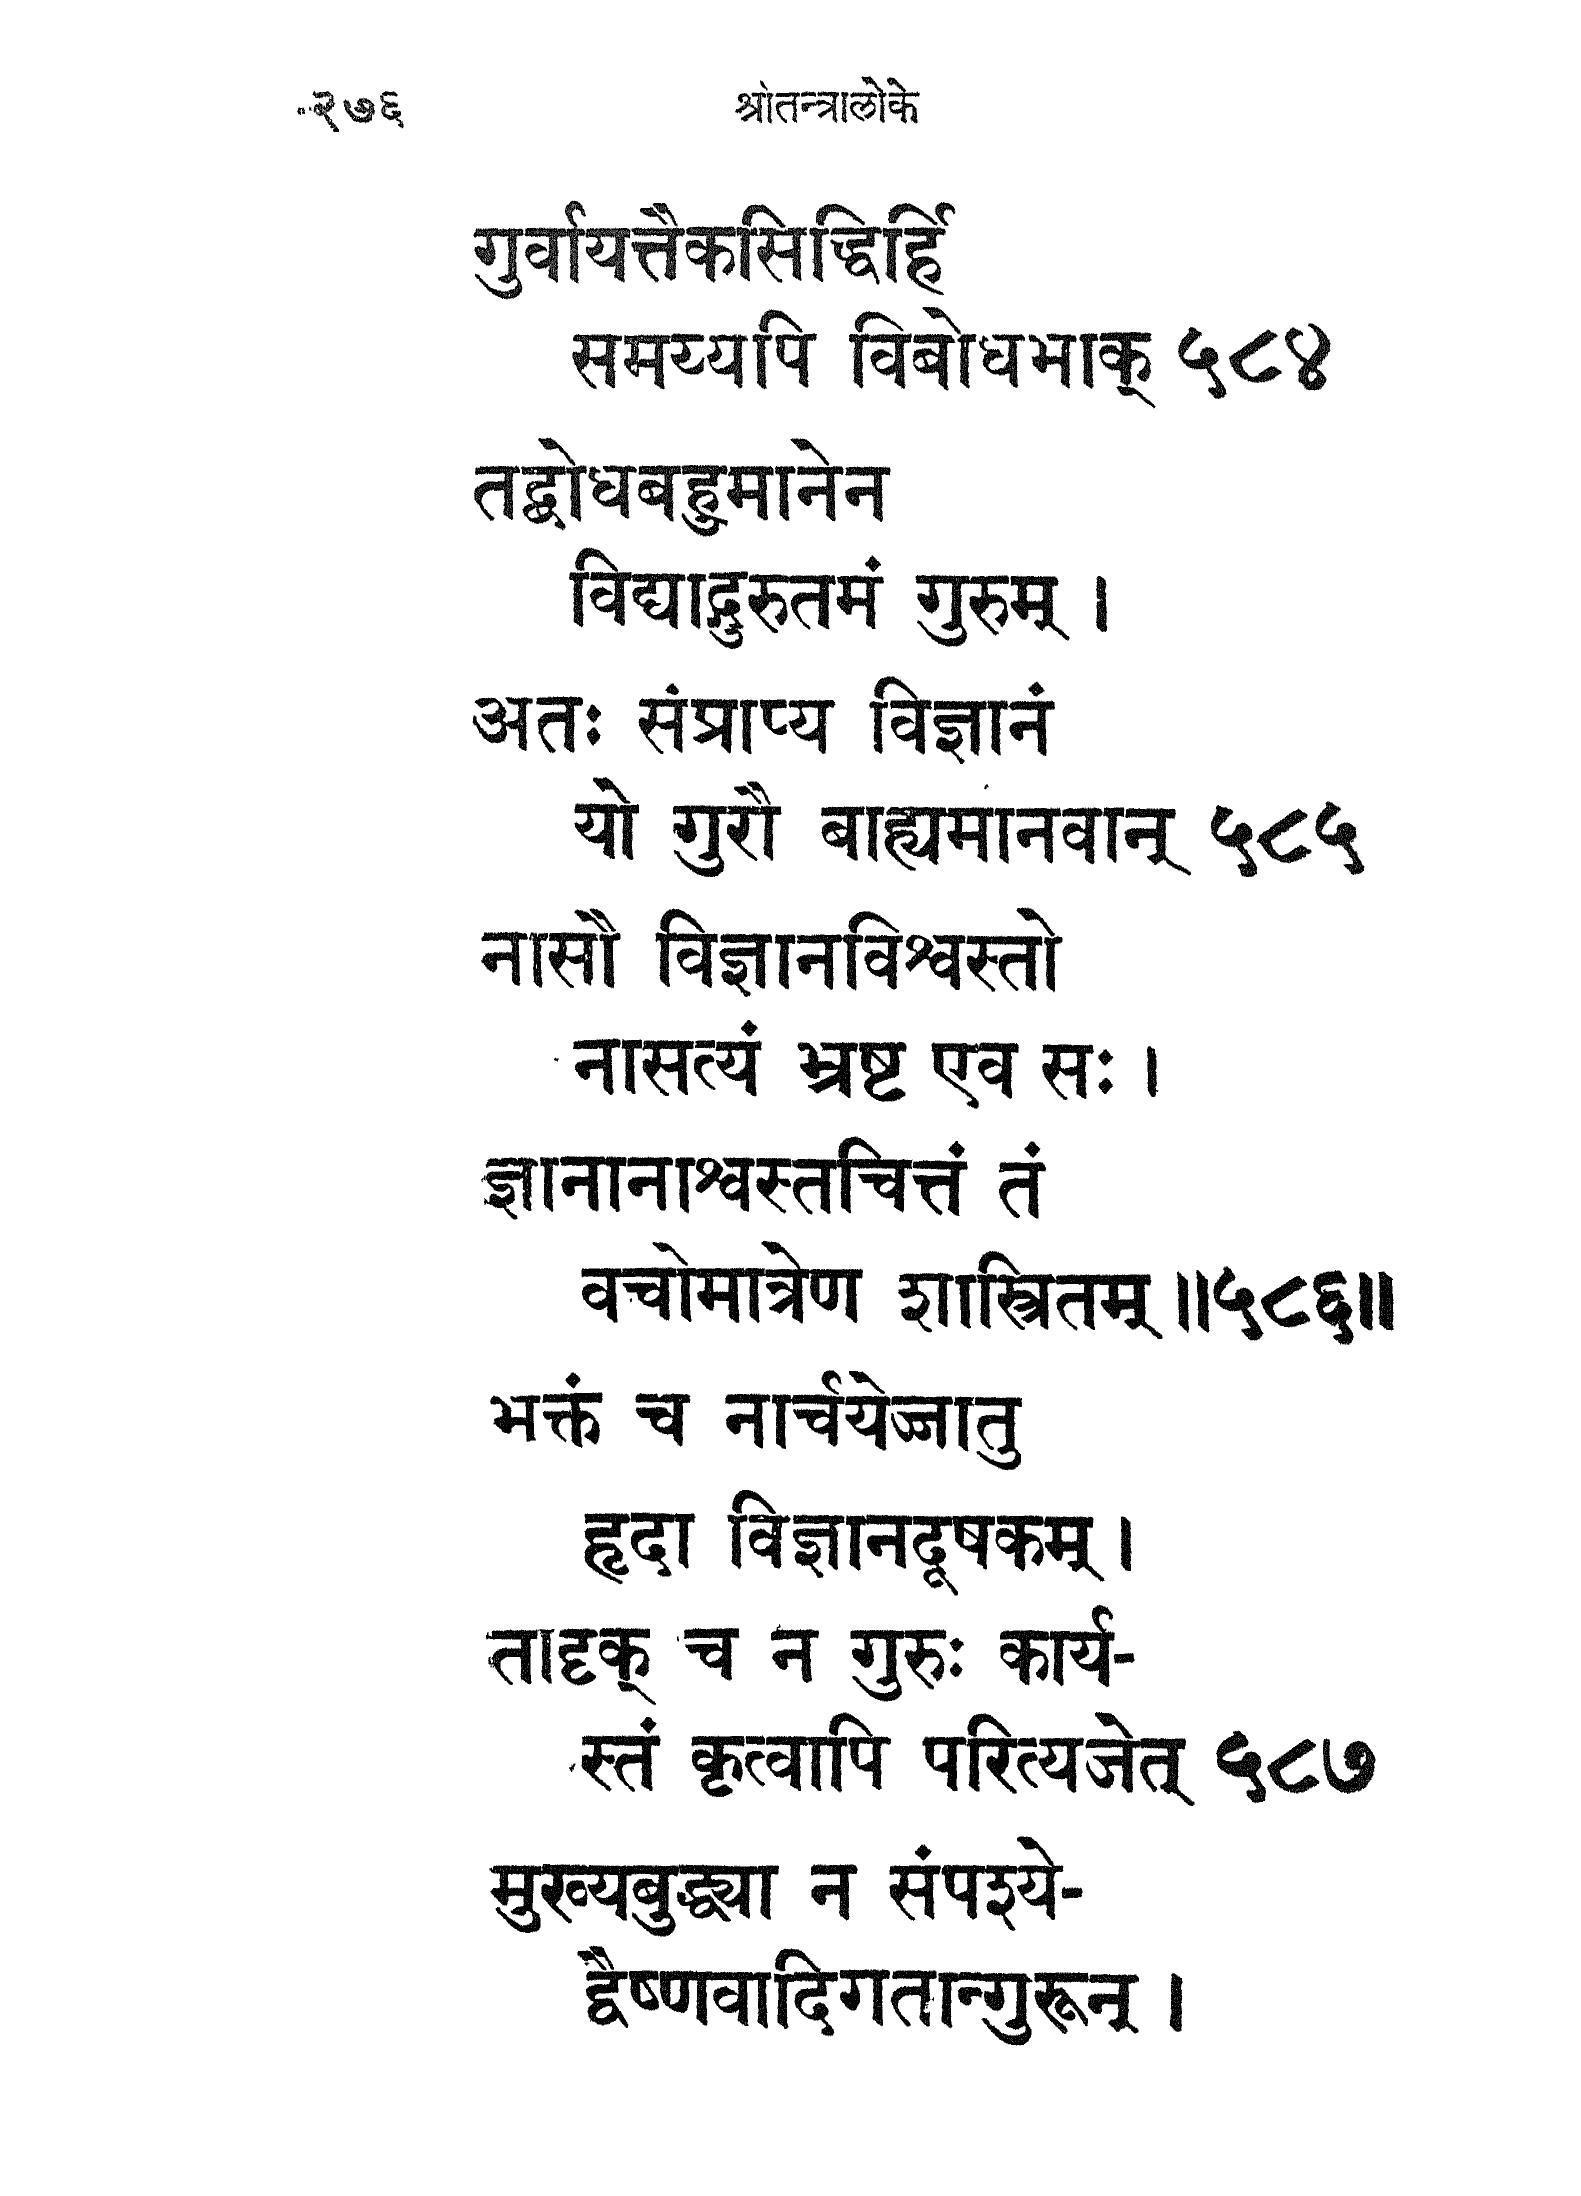 २७६ श्रीतन्त्रालोके
गुर्वायत्तैकसिद्धिर्हि
समय्यपि विबोधभाक् ५८४
तद्बोधबहुमानेन
विद्याद्गुरुतमं गुरुम् ।
अतः संप्राप्य विज्ञानं
यो गुरौ बाह्यमानवान् ५८५
नासौ विज्ञानविश्वस्तो
नासत्यं भ्रष्ट एव सः ।
ज्ञानानाश्वस्तचित्तं तं
वचोमात्रेण शास्त्रितम् ॥५८६॥
भक्तं च नार्चयेज्जातु
हृदा विज्ञानदूषकम् ।
तादृक् च न गुरुः कार्य-
स्तं कृत्वापि परित्यजेत् ५८७
मुख्यबुद्ध्या न संपश्ये-
द्वैष्णवादिगतान्गुरून् ।